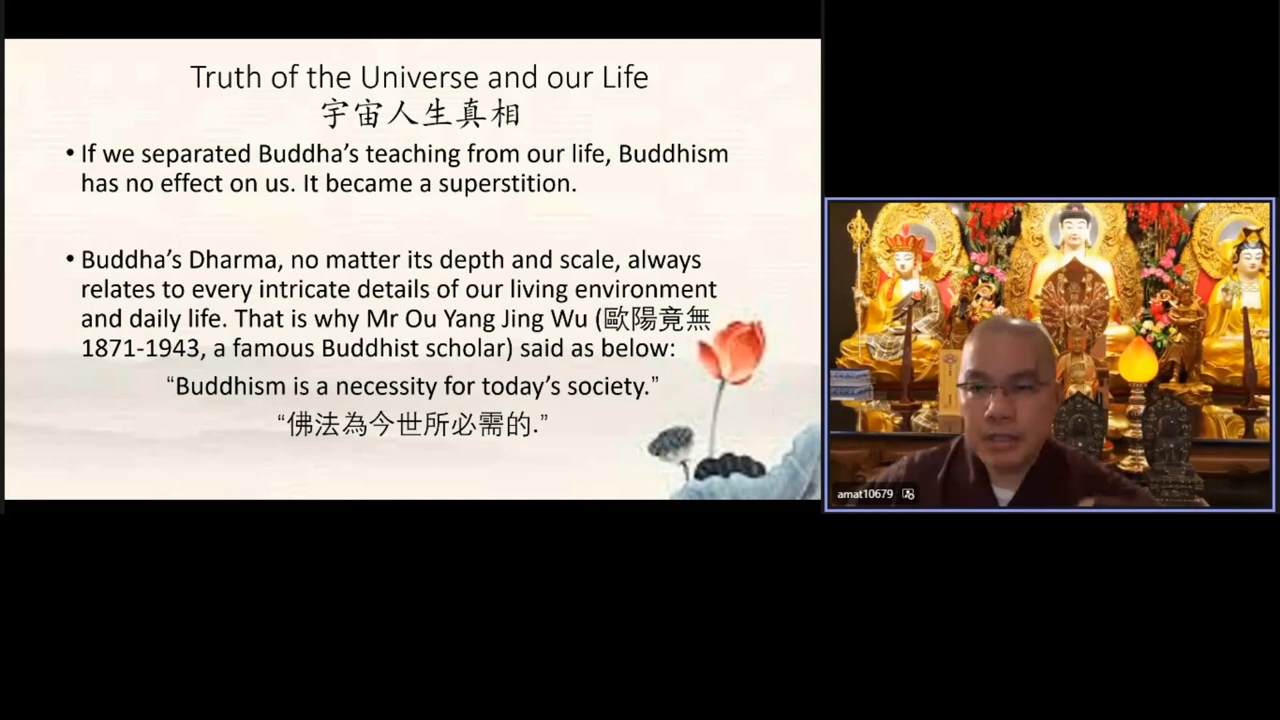 Truth of the Universe and our Life
宇宙人生真相
• If we separated Buddha’s teaching from our life, Buddhism
has no effect on us. It became a superstition.
• Buddha’s Dharma, no matter its depth and scale, always
relates to every intricate details of our living environment
and daily life. That is why Mr Ou Yang Jing Wu (歐陽竟無
1871-1943, a famous Buddhist scholar) said as below:
“Buddhism is a necessity for today’s society.”
“佛法為今世所必需的.”
amat10679